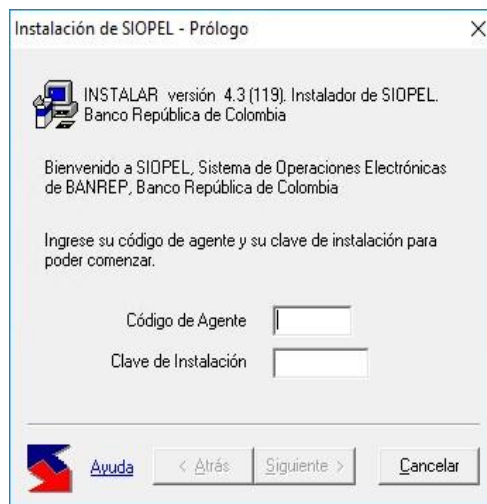 Instalación de SIOPEL - Prólogo
INSTALAR versión 4.3 (119). Instalador de SIOPEL.
Banco República de Colombia
Bienvenido a SIOPEL, Sistema de Operaciones Electrónicas
de BANREP, Banco República de Colombia
Ingrese su código de agente y su clave de instalación para
poder comenzar.
Código de Agente
Clave de Instalación
Ayuda
< Atrás
Siguiente >
Cancelar